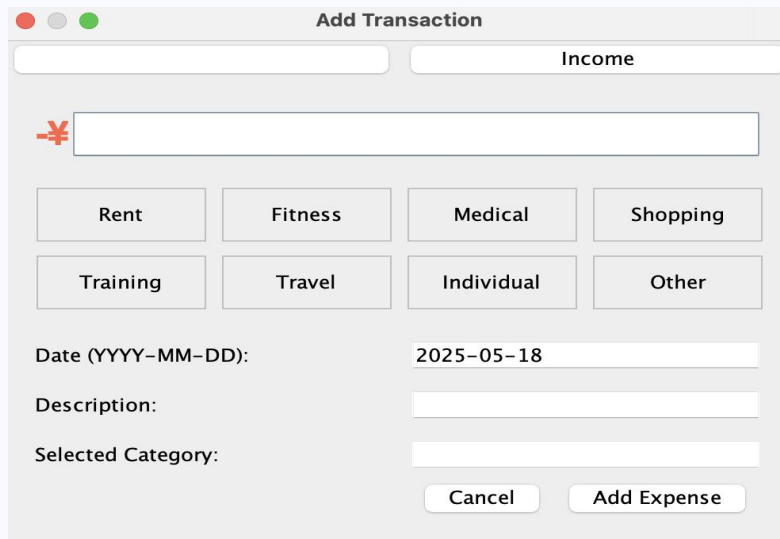 Add Transaction
Income
-¥
Rent Fitness Medical Shopping
Training Travel Individual Other
Date (YYYY-MM-DD): 2025-05-18
Description:
Selected Category:
Cancel Add Expense